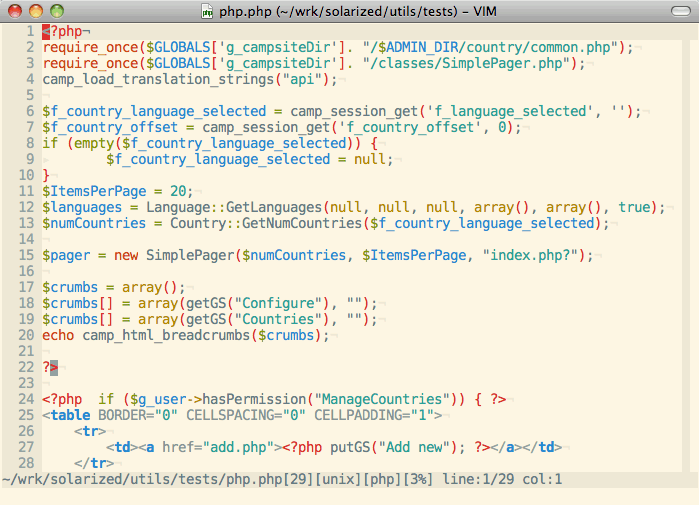 php.php (~/wrk/solarized/utils/tests) – VIM
1 <?php¬
2 require_once($GLOBALS['g_campsiteDir']. "/$ADMIN_DIR/country/common.php");¬
3 require_once($GLOBALS['g_campsiteDir']. "/classes/SimplePager.php");¬
4 camp_load_translation_strings("api");¬
5 ¬
6 $f_country_language_selected = camp_session_get('f_language_selected', '');¬
7 $f_country_offset = camp_session_get('f_country_offset', 0);¬
8 if (empty($f_country_language_selected)) {¬
9 ▸       $f_country_language_selected = null;¬
10 }¬
11 $ItemsPerPage = 20;¬
12 $languages = Language::GetLanguages(null, null, null, array(), array(), true);¬
13 $numCountries = Country::GetNumCountries($f_country_language_selected);¬
14 ¬
15 $pager = new SimplePager($numCountries, $ItemsPerPage, "index.php?");¬
16 ¬
17 $crumbs = array();¬
18 $crumbs[] = array(getGS("Configure"), "");¬
19 $crumbs[] = array(getGS("Countries"), "");¬
20 echo camp_html_breadcrumbs($crumbs);¬
21 ¬
22 ?>¬
23 ¬
24 <?php  if ($g_user->hasPermission("ManageCountries")) { ?>¬
25 <table BORDER="0" CELLSPACING="0" CELLPADDING="1">¬
26     <tr>¬
27         <td><a href="add.php"><?php putGS("Add new"); ?></a></td>¬
28     </tr>¬
~/wrk/solarized/utils/tests/php.php[29][unix][php][3%] line:1/29 col:1